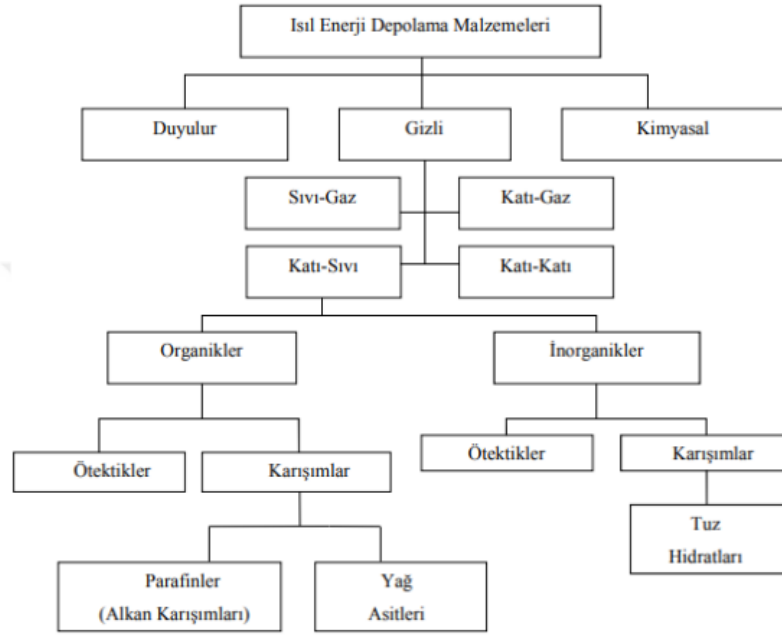 Isıl Enerji Depolama Malzemeleri
Duyulur
Gizli
Kimyasal
Sıvı-Gaz
Katı-Gaz
Katı-Sıvı
Katı-Katı
Organikler
İnorganikler
Ötektikler
Karışımlar
Ötektikler
Karışımlar
Parafinler
(Alkan Karışımları)
Yağ
Asitleri
Tuz
Hidratları